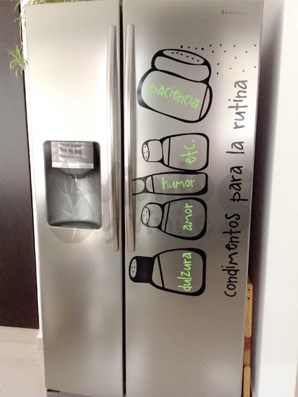 paciencia
etc.
humor
amor
dulzura
condimentos para la rutina